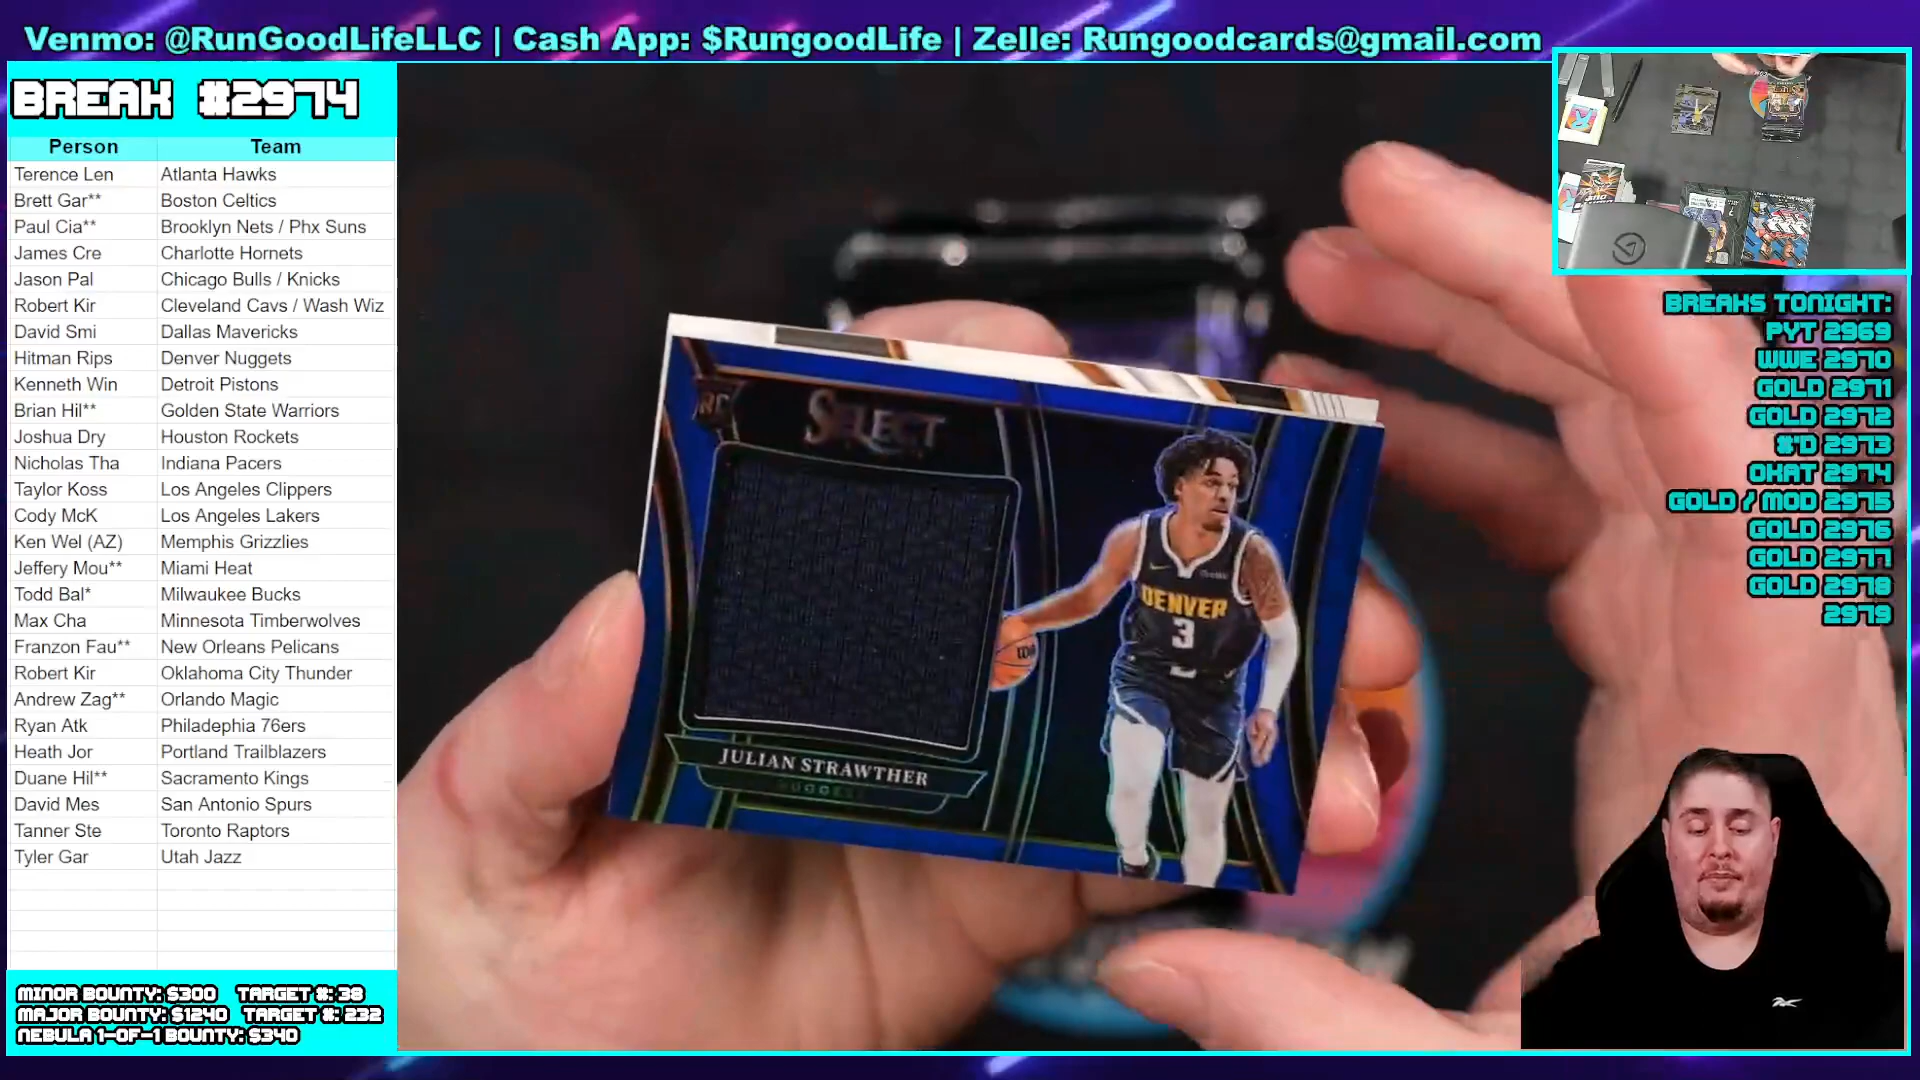 Venmo: @RunGoodLifeLLC | Cash App: $RungoodLife | Zelle: Rungoodcards@gmail.com
BREAK #2974
Person Team
Terence Len Atlanta Hawks
Brett Gar** Boston Celtics
Paul Cia** Brooklyn Nets / Phx Suns
James Cre Charlotte Hornets
Jason Pal Chicago Bulls / Knicks
Robert Kir Cleveland Cavs / Wash Wiz
David Smi Dallas Mavericks
Hitman Rips Denver Nuggets
Kenneth Win Detroit Pistons
Brian Hil** Golden State Warriors
Joshua Dry Houston Rockets
Nicholas Tha Indiana Pacers
Taylor Koss Los Angeles Clippers
Cody McK Los Angeles Lakers
Ken Wel (AZ) Memphis Grizzlies
Jeffery Mou** Miami Heat
Todd Bal* Milwaukee Bucks
Max Cha Minnesota Timberwolves
Franzon Fau** New Orleans Pelicans
Robert Kir Oklahoma City Thunder
Andrew Zag** Orlando Magic
Ryan Atk Philadephia 76ers
Heath Jor Portland Trailblazers
Duane Hil** Sacramento Kings
David Mes San Antonio Spurs
Tanner Ste Toronto Raptors
Tyler Gar Utah Jazz
MINOR BOUNTY: $300 TARGET #: 38
MAJOR BOUNTY: $1240 TARGET #: 232
NEBULA 1-OF-1 BOUNTY: $340
RC
SELECT
DENVER
3
JULIAN STRAWTHER
NUGGETS
BREAKS TONIGHT:
PYT 2969
WWE 2970
GOLD 2971
GOLD 2972
#'D 2973
OKAT 2974
GOLD / MOD 2975
GOLD 2976
GOLD 2977
GOLD 2978
2979